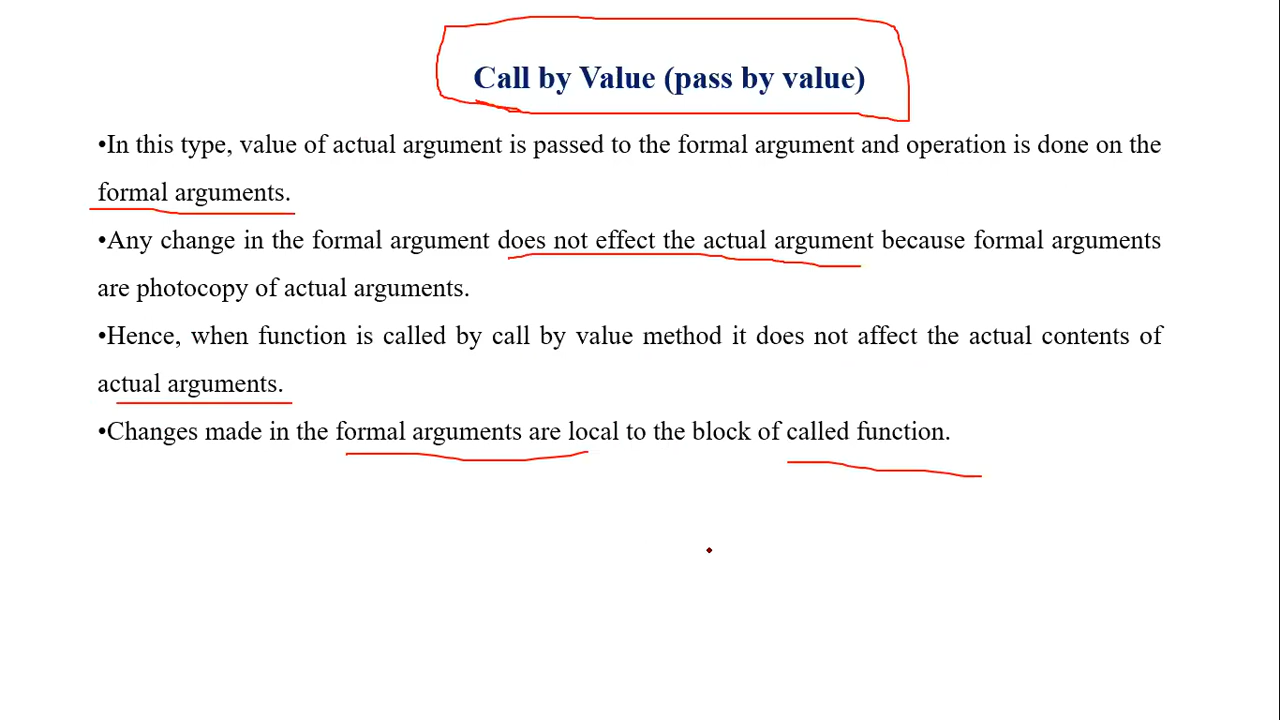 Call by Value (pass by value)
•In this type, value of actual argument is passed to the formal argument and operation is done on the
formal arguments.
•Any change in the formal argument does not effect the actual argument because formal arguments
are photocopy of actual arguments.
•Hence, when function is called by call by value method it does not affect the actual contents of
actual arguments.
•Changes made in the formal arguments are local to the block of called function.